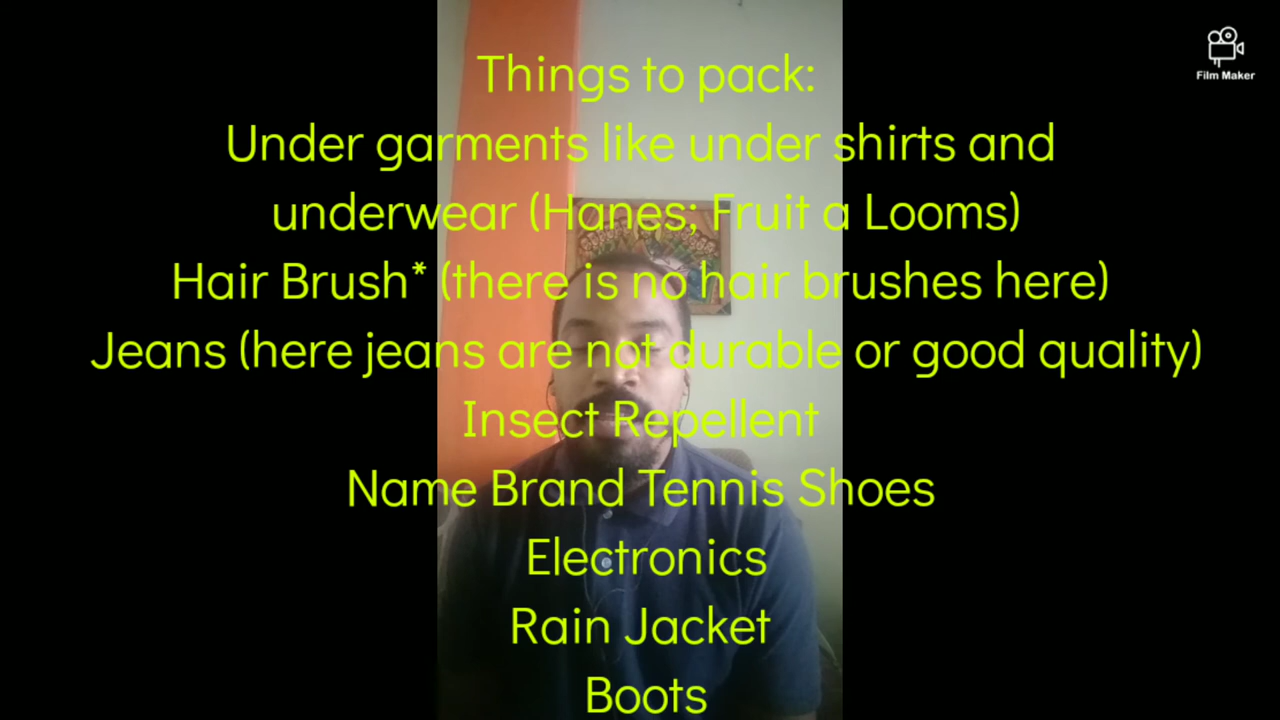 Film Maker
Things to pack:
Under garments like under shirts and
underwear (Hanes; Fruit a Looms)
Hair Brush* (there is no hair brushes here)
Jeans (here jeans are not durable or good quality)
Insect Repellent
Name Brand Tennis Shoes
Electronics
Rain Jacket
Boots